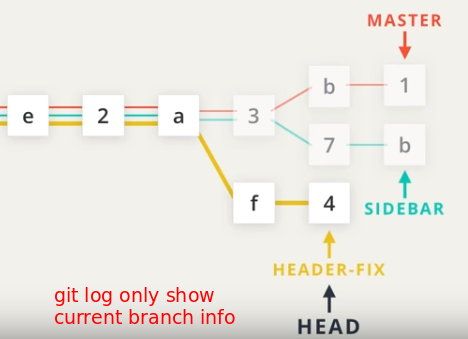 MASTER
b 1
e 2 a 3
7 b
f 4
SIDEBAR
HEADER-FIX
git log only show
current branch info
HEAD